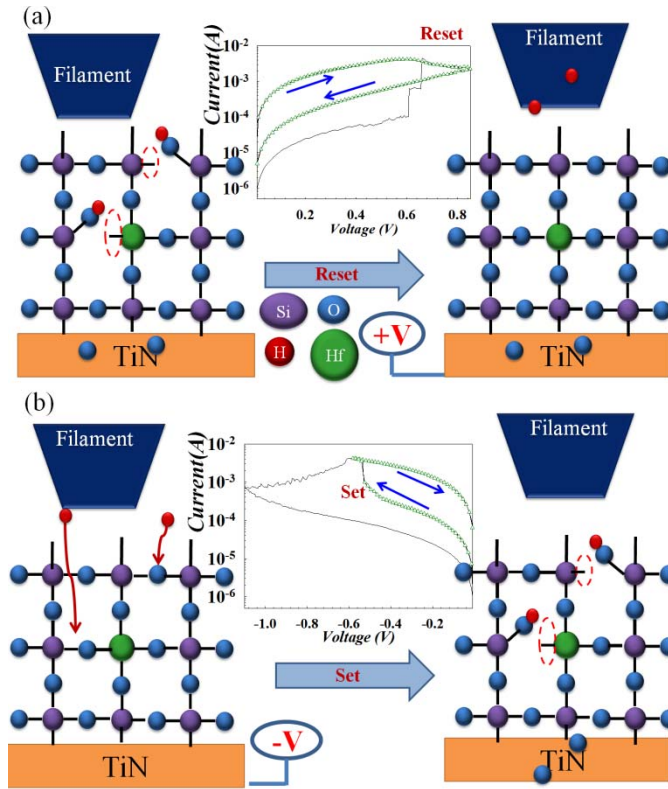 (a)
Filament
Current(A)
10-2
10-3
10-4
10-5
10-6
Reset
0.2 0.4 0.6 0.8
Voltage (V)
Filament
Reset
Si
O
H
Hf
+V
TiN
TiN
(b)
Filament
Current(A)
10-2
10-3
10-4
10-5
10-6
Set
-1.0 -0.8 -0.6 -0.4 -0.2
Voltage (V)
Filament
Set
-V
TiN
TiN